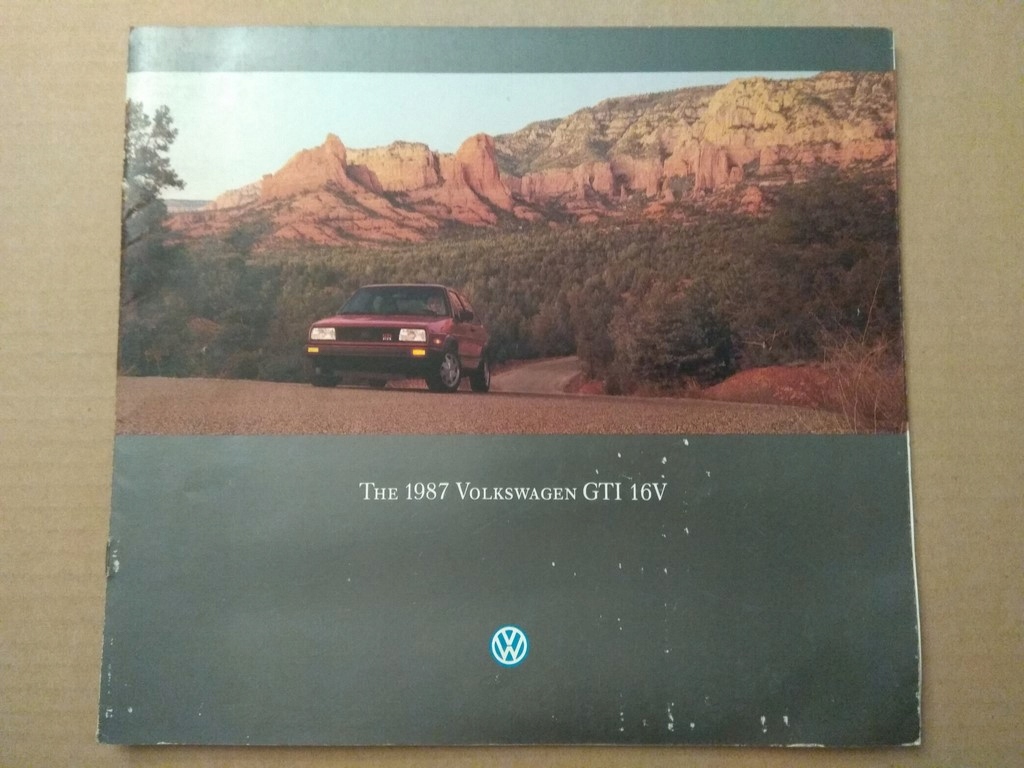 The 1987 Volkswagen GTI 16V